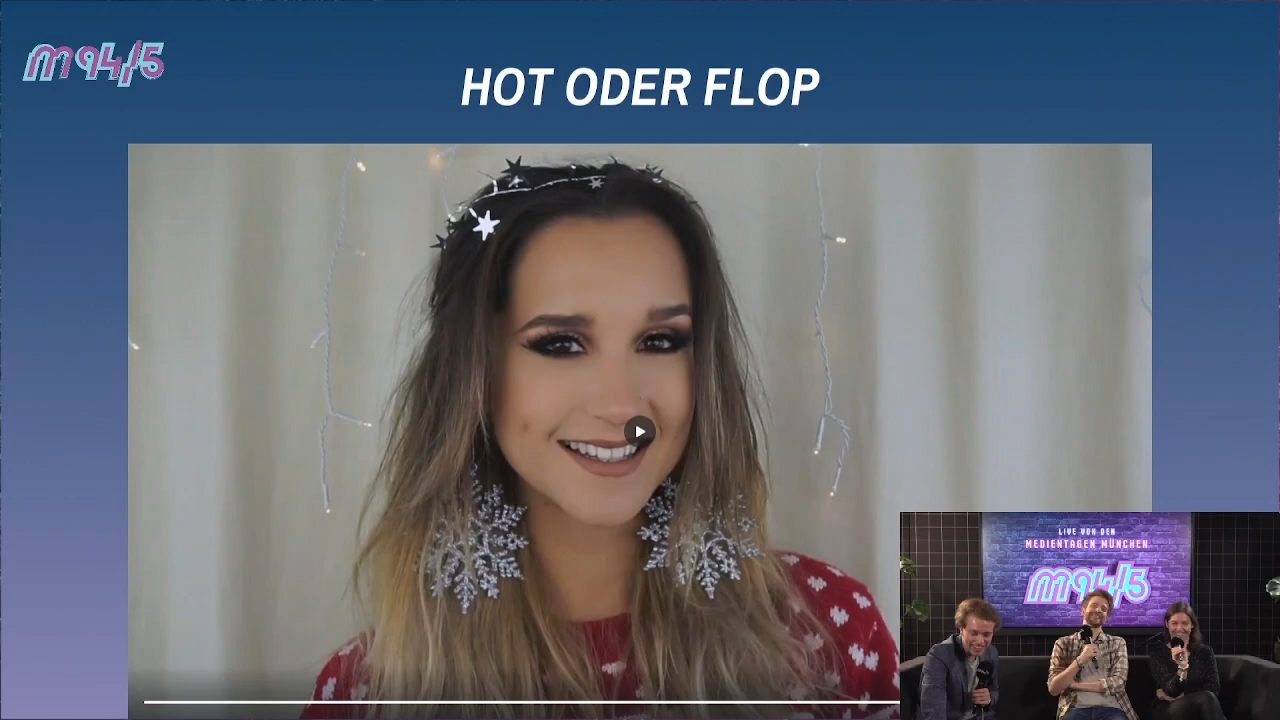 M94/5
HOT ODER FLOP
LIVE VON DEN
MEDIENTAGEN MÜNCHEN
M94/5